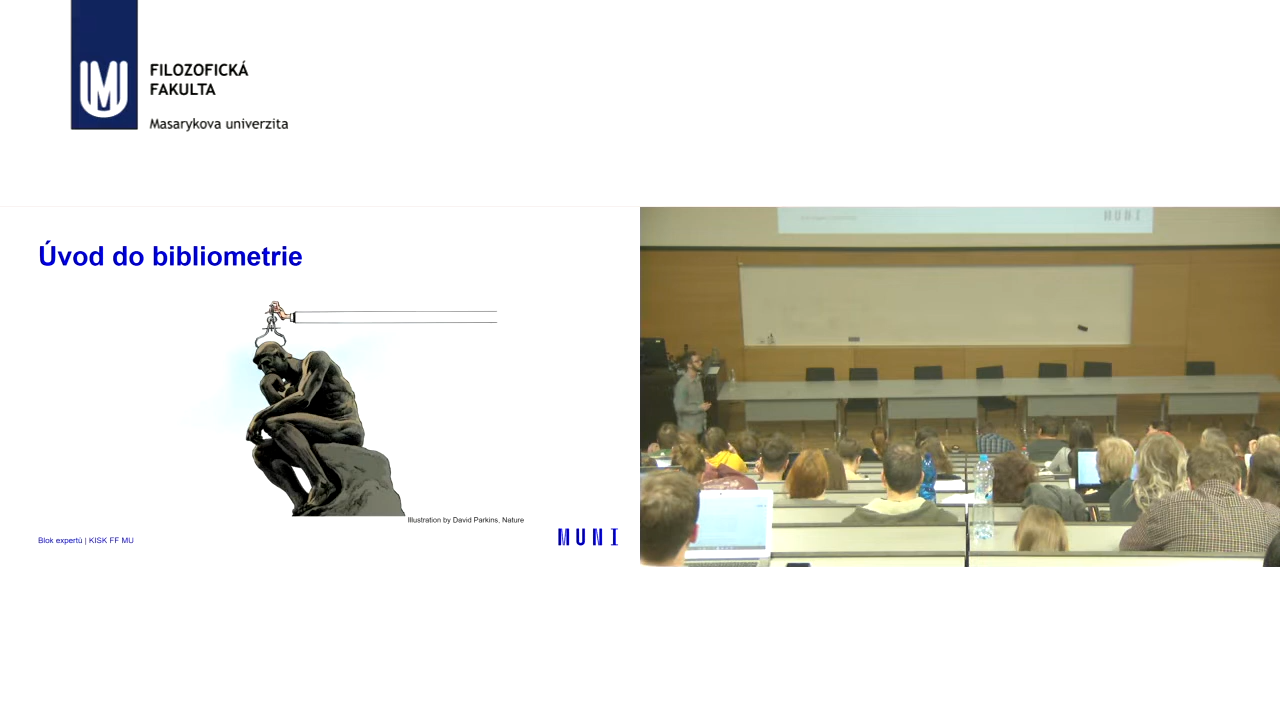 FILOZOFICKÁ
FAKULTA
Masarykova univerzita
Úvod do bibliometrie
Illustration by David Parkins, Nature
Blok expertů | KISK FF MU
MUNI
MUNI